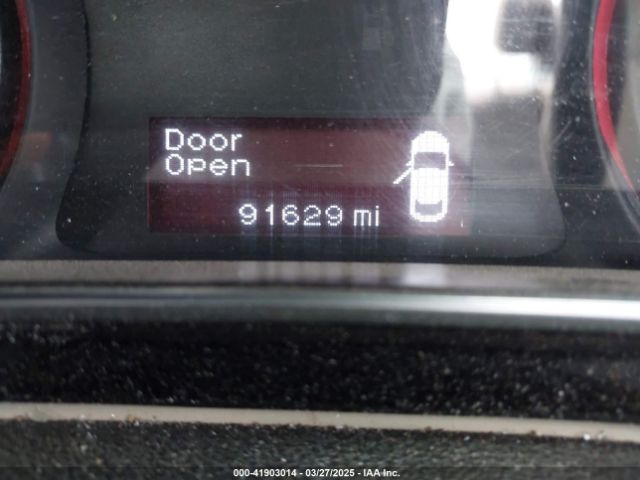 Door
Open
91629 mi
000-41903014 - 03/27/2025 - IAA Inc.